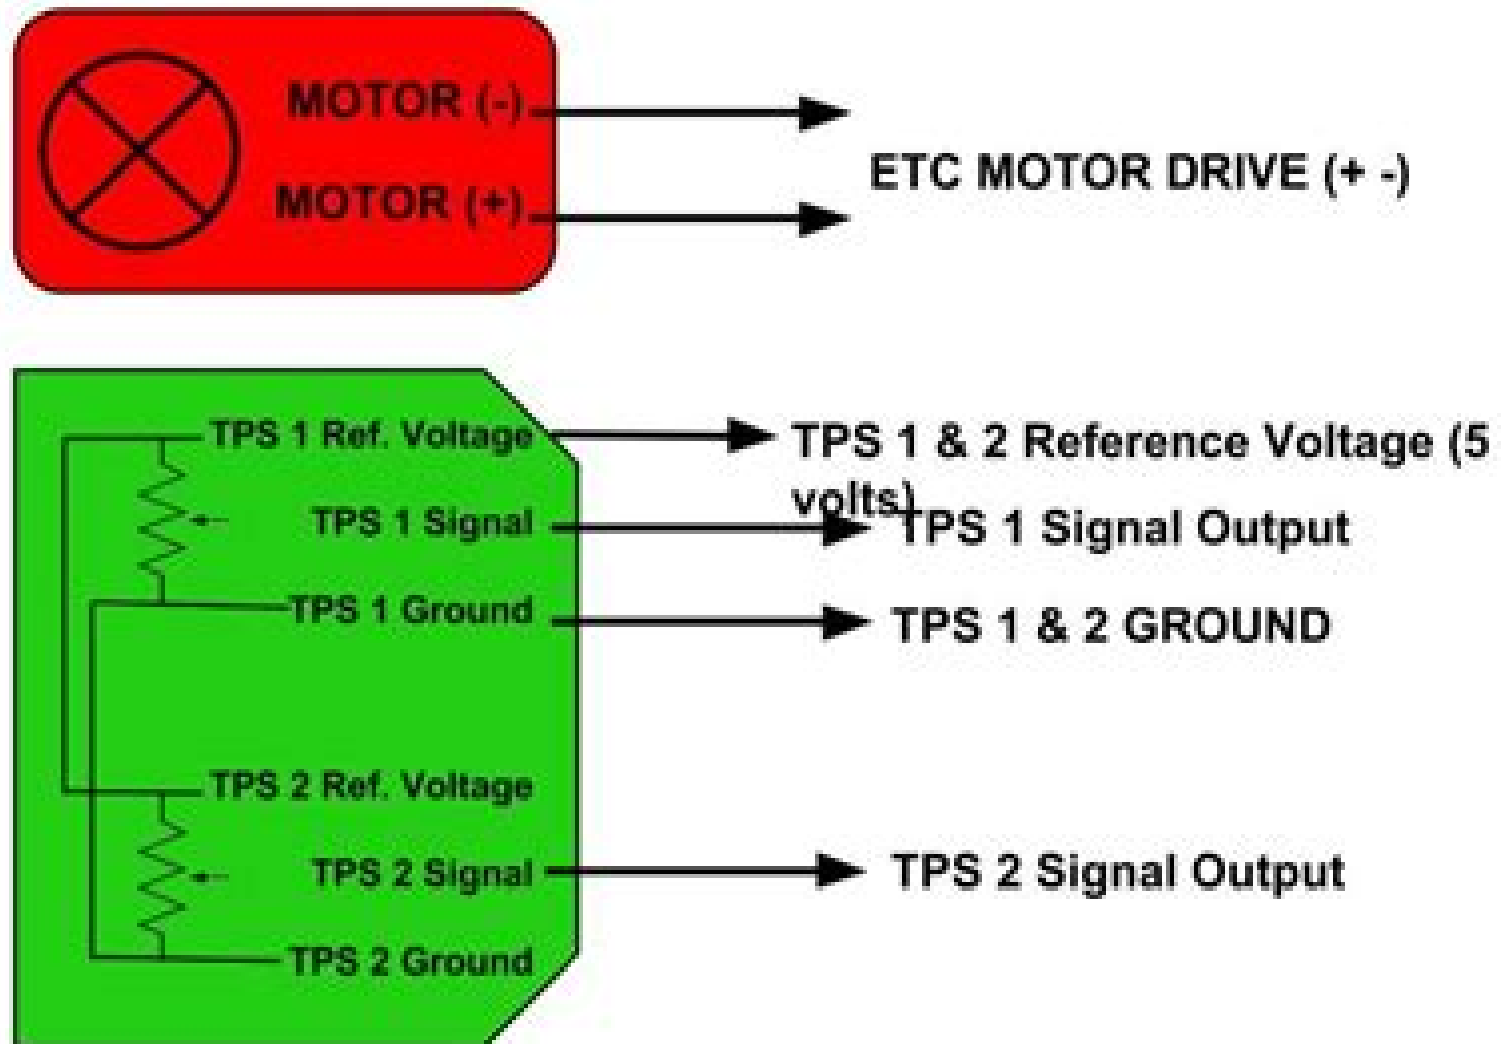 MOTOR (-)
MOTOR (+)
ETC MOTOR DRIVE (+ -)
TPS 1 Ref. Voltage
TPS 1 & 2 Reference Voltage (5
volts)
TPS 1 Signal
TPS 1 Signal Output
TPS 1 Ground
TPS 1 & 2 GROUND
TPS 2 Ref. Voltage
TPS 2 Signal
TPS 2 Signal Output
TPS 2 Ground